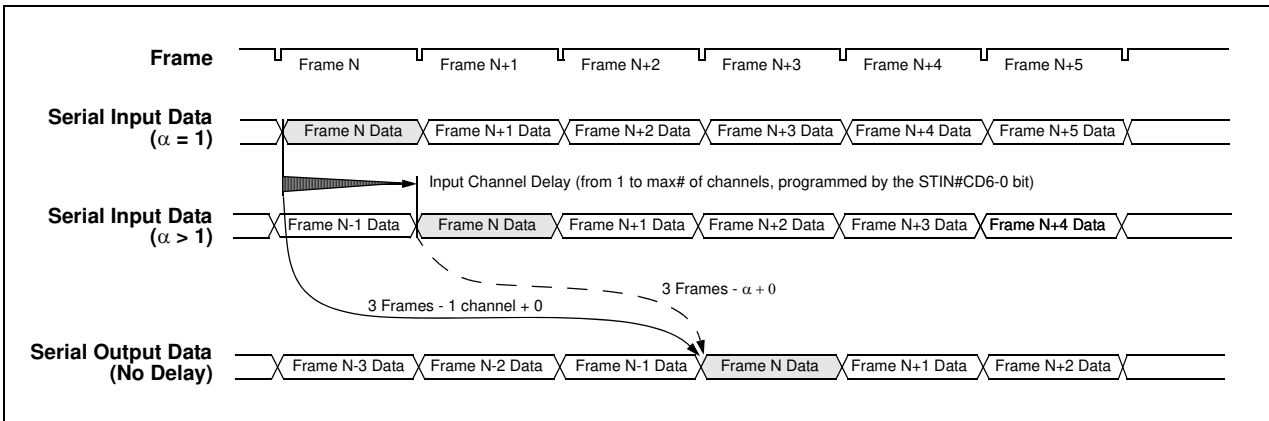 Frame
Frame N Frame N+1 Frame N+2 Frame N+3 Frame N+4 Frame N+5
Serial Input Data
(α = 1)
Frame N Data Frame N+1 Data Frame N+2 Data Frame N+3 Data Frame N+4 Data Frame N+5 Data
Input Channel Delay (from 1 to max# of channels, programmed by the STIN#CD6-0 bit)
Serial Input Data
(α > 1)
Frame N-1 Data Frame N Data Frame N+1 Data Frame N+2 Data Frame N+3 Data Frame N+4 Data
3 Frames - α + 0
3 Frames - 1 channel + 0
Serial Output Data
(No Delay)
Frame N-3 Data Frame N-2 Data Frame N-1 Data Frame N Data Frame N+1 Data Frame N+2 Data